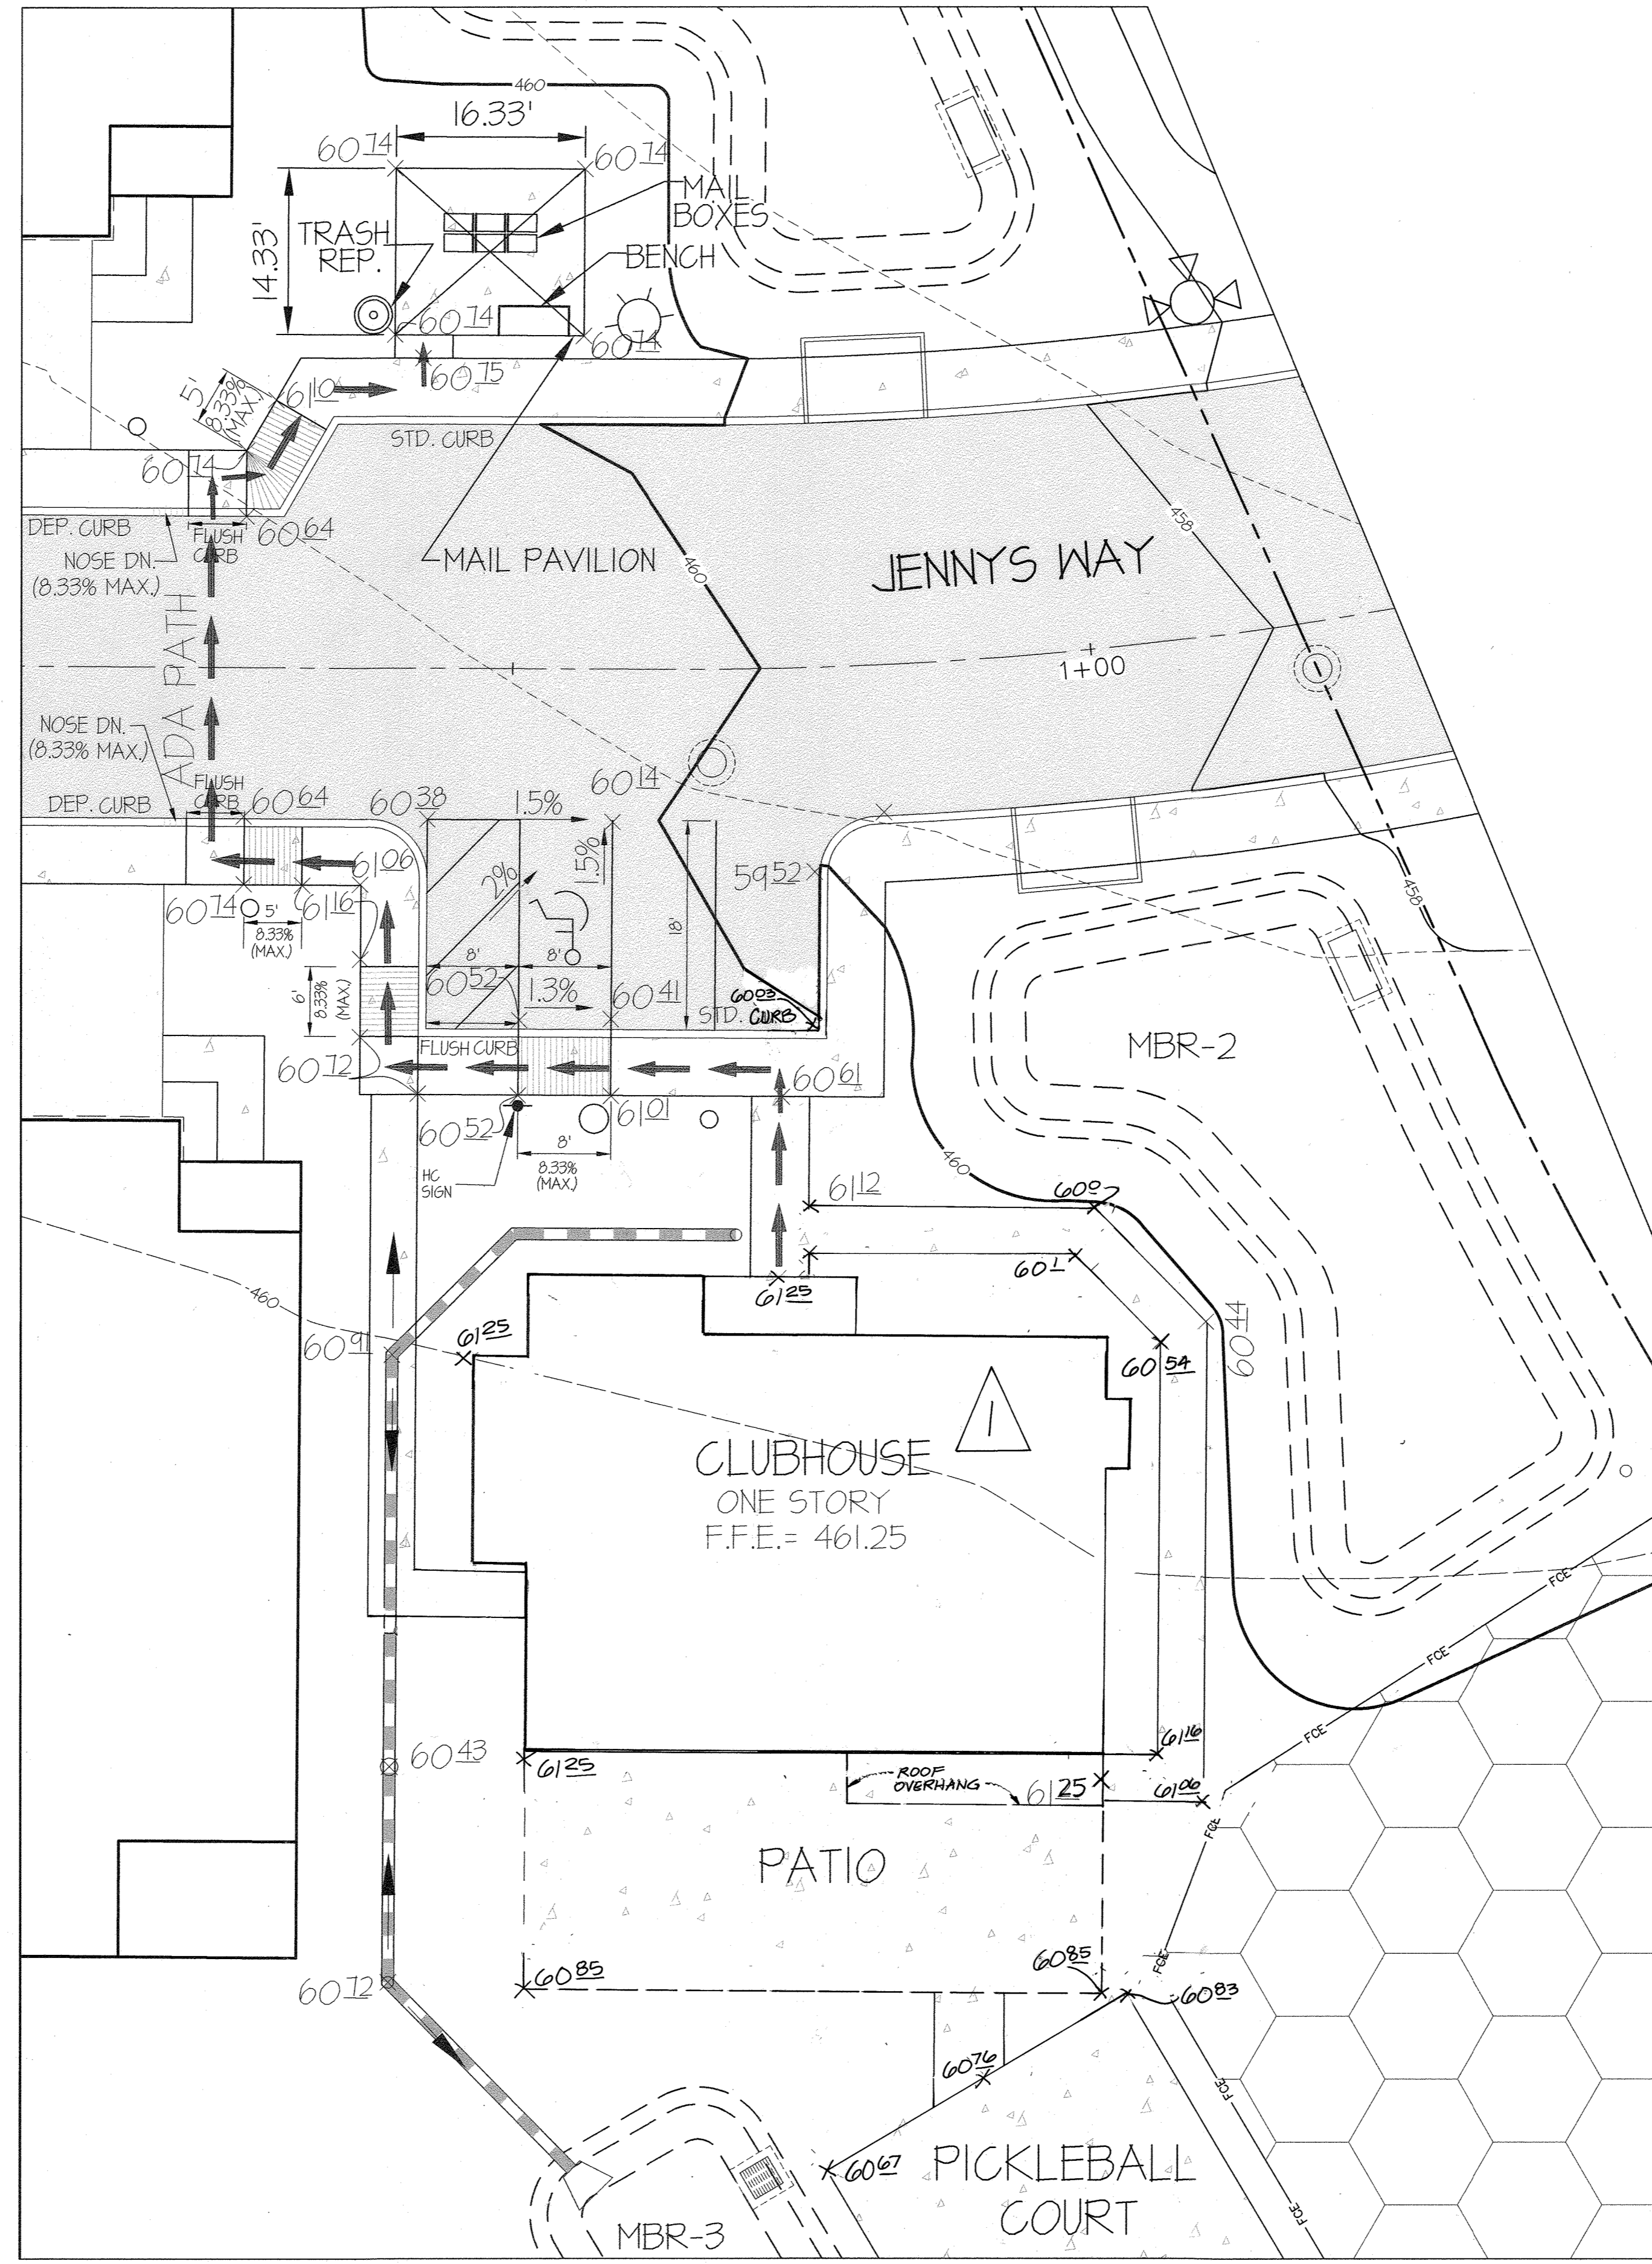 460
16.33'
60 74
60 74
MAIL
BOXES
TRASH
REP.
14.33'
BENCH
60 74
60 74
60 75
5'
8.33%
(MAX.)
61 10
STD. CURB
60 74
DEP. CURB
FLUSH
CURB
60 64
NOSE DN.
(8.33% MAX.)
MAIL PAVILION
460
JENNYS WAY
458
ADA PATH
1+00
NOSE DN.
(8.33% MAX.)
FLUSH
CURB
DEP. CURB
60 64
60 38
1.5%
60 14
61 06
2%
1.5%
59 52
458
60 74
5'
8.33%
(MAX.)
61 16
18'
8'
8'
6'
8.33%
(MAX.)
60 52
1.3%
60 41
60 03
STD. CURB
MBR-2
FLUSH CURB
60 72
60 61
60 52
61 01
8'
8.33%
(MAX.)
HC
SIGN
460
61 12
60 0
60 1
61 25
460
60 91
61 25
60 54
60 44
1
CLUBHOUSE
ONE STORY
F.F.E.= 461.25
FCE
FCE
FCE
60 43
61 25
ROOF
OVERHANG
61 25
61 16
61 06
FCE
PATIO
FCE
60 72
60 85
60 85
60 83
60 76
FCE
60 67
PICKLEBALL
COURT
FCE
MBR-3